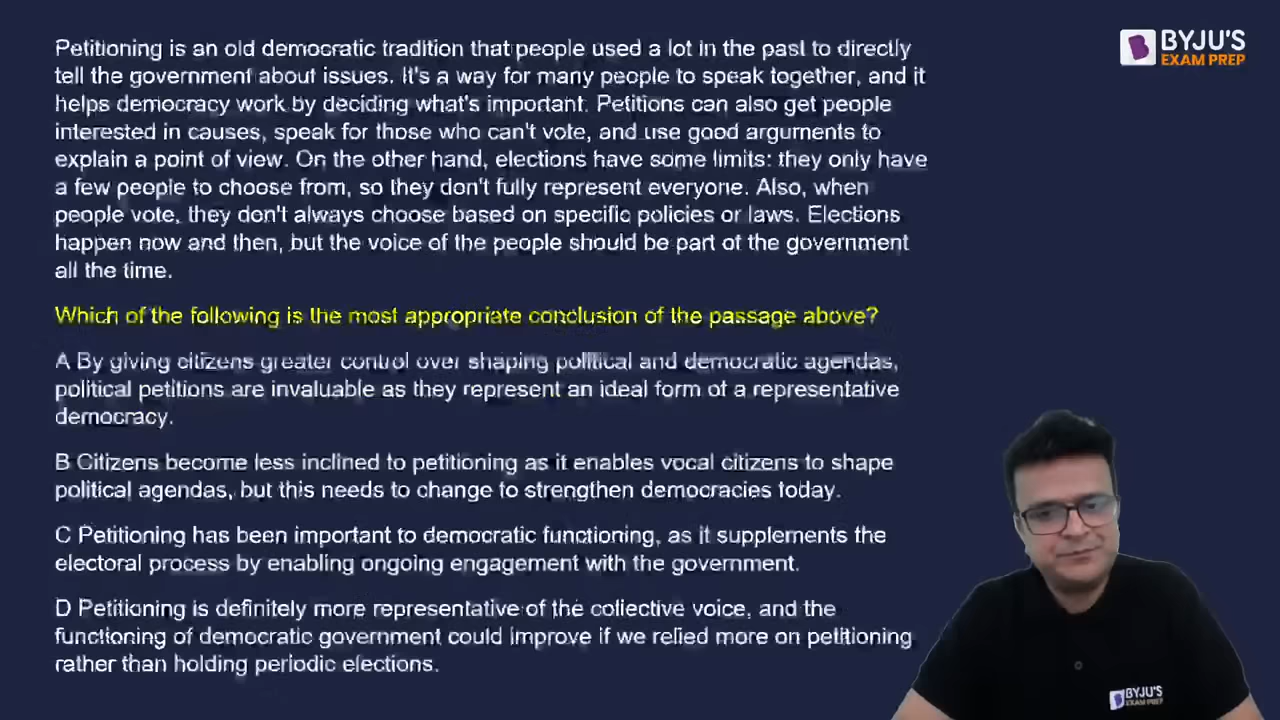 Petitioning is an old democratic tradition that people used a lot in the past to directly
tell the government about issues. It's a way for many people to speak together, and it
helps democracy work by deciding what's important. Petitions can also get people
interested in causes, speak for those who can't vote, and use good arguments to
explain a point of view. On the other hand, elections have some limits: they only have
a few people to choose from, so they don't fully represent everyone. Also, when
people vote, they don't always choose based on specific policies or laws. Elections
happen now and then, but the voice of the people should be part of the government
all the time.
Which of the following is the most appropriate conclusion of the passage above?
A By giving citizens greater control over shaping political and democratic agendas,
political petitions are invaluable as they represent an ideal form of a representative
democracy.
B Citizens become less inclined to petitioning as it enables vocal citizens to shape
political agendas, but this needs to change to strengthen democracies today.
C Petitioning has been important to democratic functioning, as it supplements the
electoral process by enabling ongoing engagement with the government.
D Petitioning is definitely more representative of the collective voice, and the
functioning of democratic government could improve if we relied more on petitioning
rather than holding periodic elections.
BYJU'S
EXAM PREP
BYJU'S
EXAM PREP